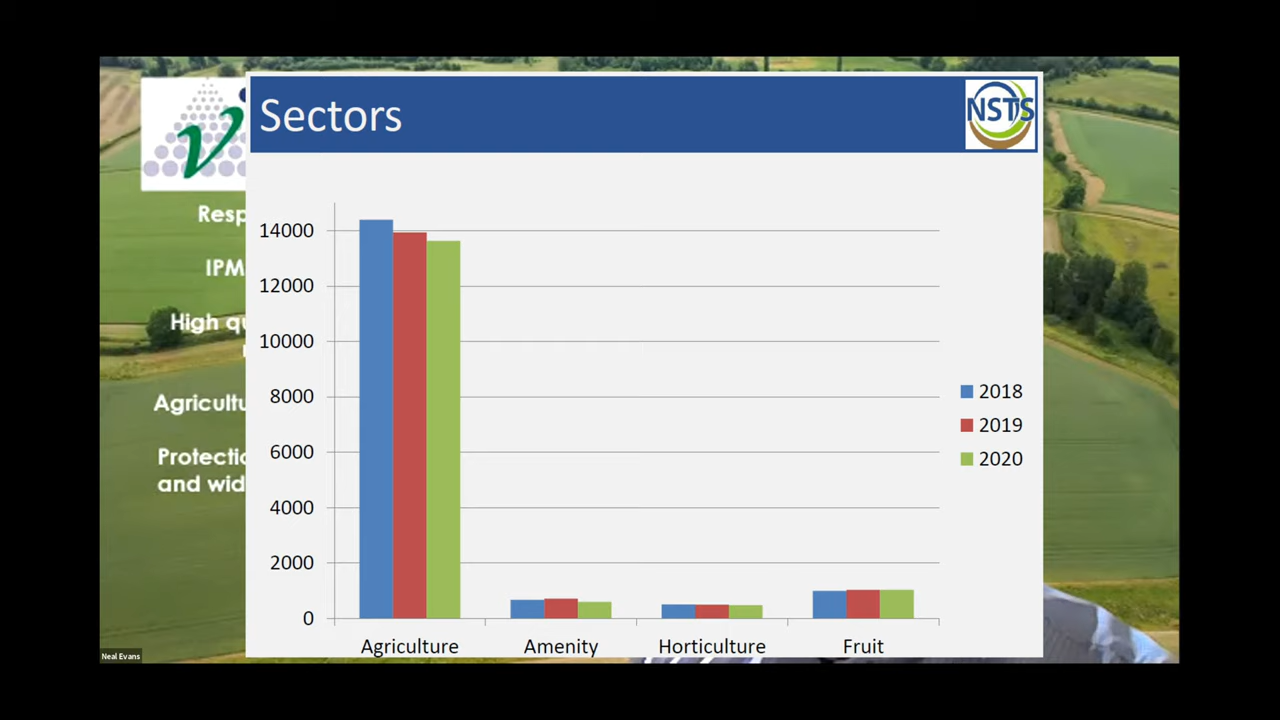 Sectors
NSTS
14000
12000
10000
8000
6000
4000
2000
0
Agriculture
Amenity
Horticulture
Fruit
2018
2019
2020
Resp
IPM
High qu
Agricultu
Protectio
and wid
Neal Evans